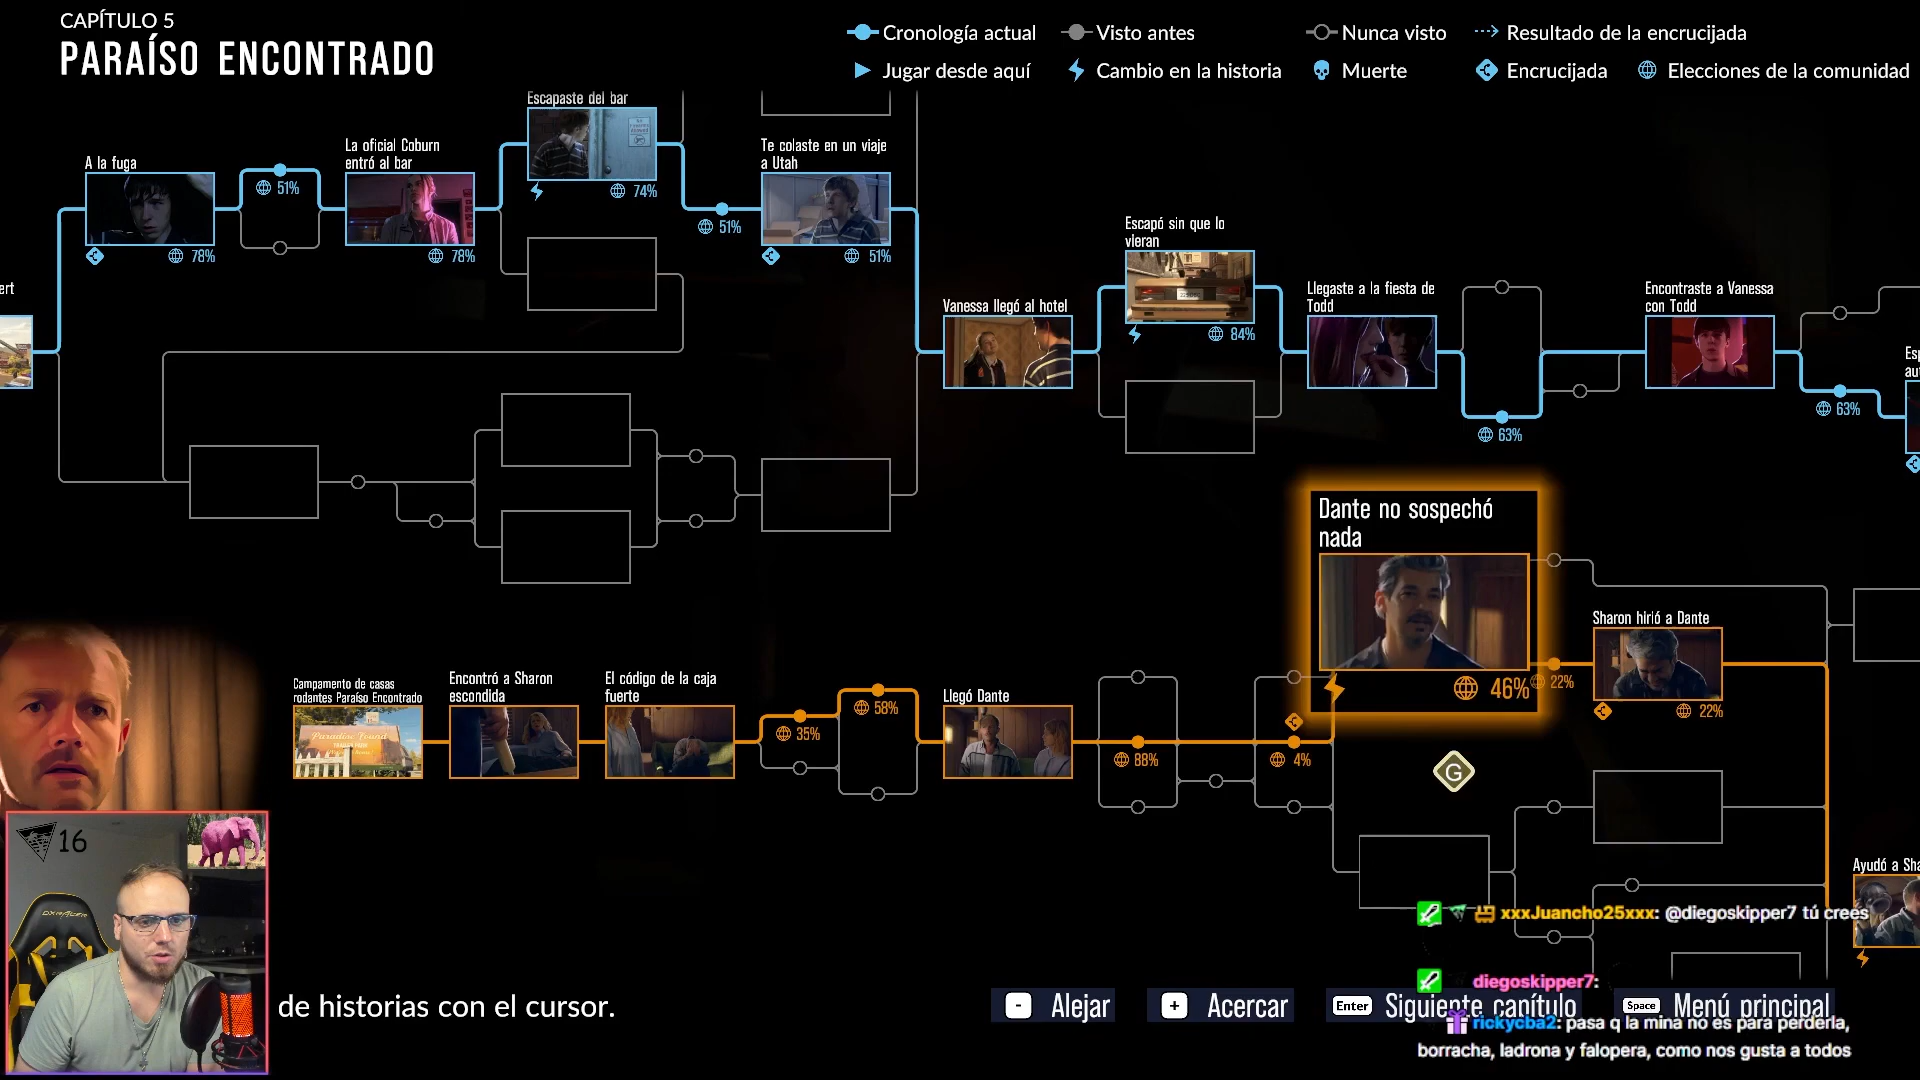 CAPÍTULO 5
PARAÍSO ENCONTRADO
Cronología actual
Visto antes
Nunca visto
Resultado de la encrucijada
Jugar desde aquí
Cambio en la historia
Muerte
Encrucijada
Elecciones de la comunidad
Escapaste del bar
74%
A la fuga
78%
51%
La oficial Coburn
entró al bar
78%
51%
Te colaste en un viaje
a Utah
51%
Vanessa llegó al hotel
Escapó sin que lo
vieran
84%
Llegaste a la fiesta de
Todd
63%
Encontraste a Vanessa
con Todd
63%
Dante no sospechó
nada
46%
22%
Sharon hirió a Dante
22%
Campamento de casas
rodantes Paraíso Encontrado
Paradise Found
TRAILER PARK
Encontró a Sharon
escondida
El código de la caja
fuerte
35%
58%
Llegó Dante
88%
4%
G
Ayudó a Sha
16
DXRACER
xxxJuancho25xxx: @diegoskipper7 tú crees
diegoskipper7:
rickycba2: pasa q la mina no es para perderla,
borracha, ladrona y falopera, como nos gusta a todos
de historias con el cursor.
- Alejar
+ Acercar
Enter Siguiente capítulo
Space Menú principal